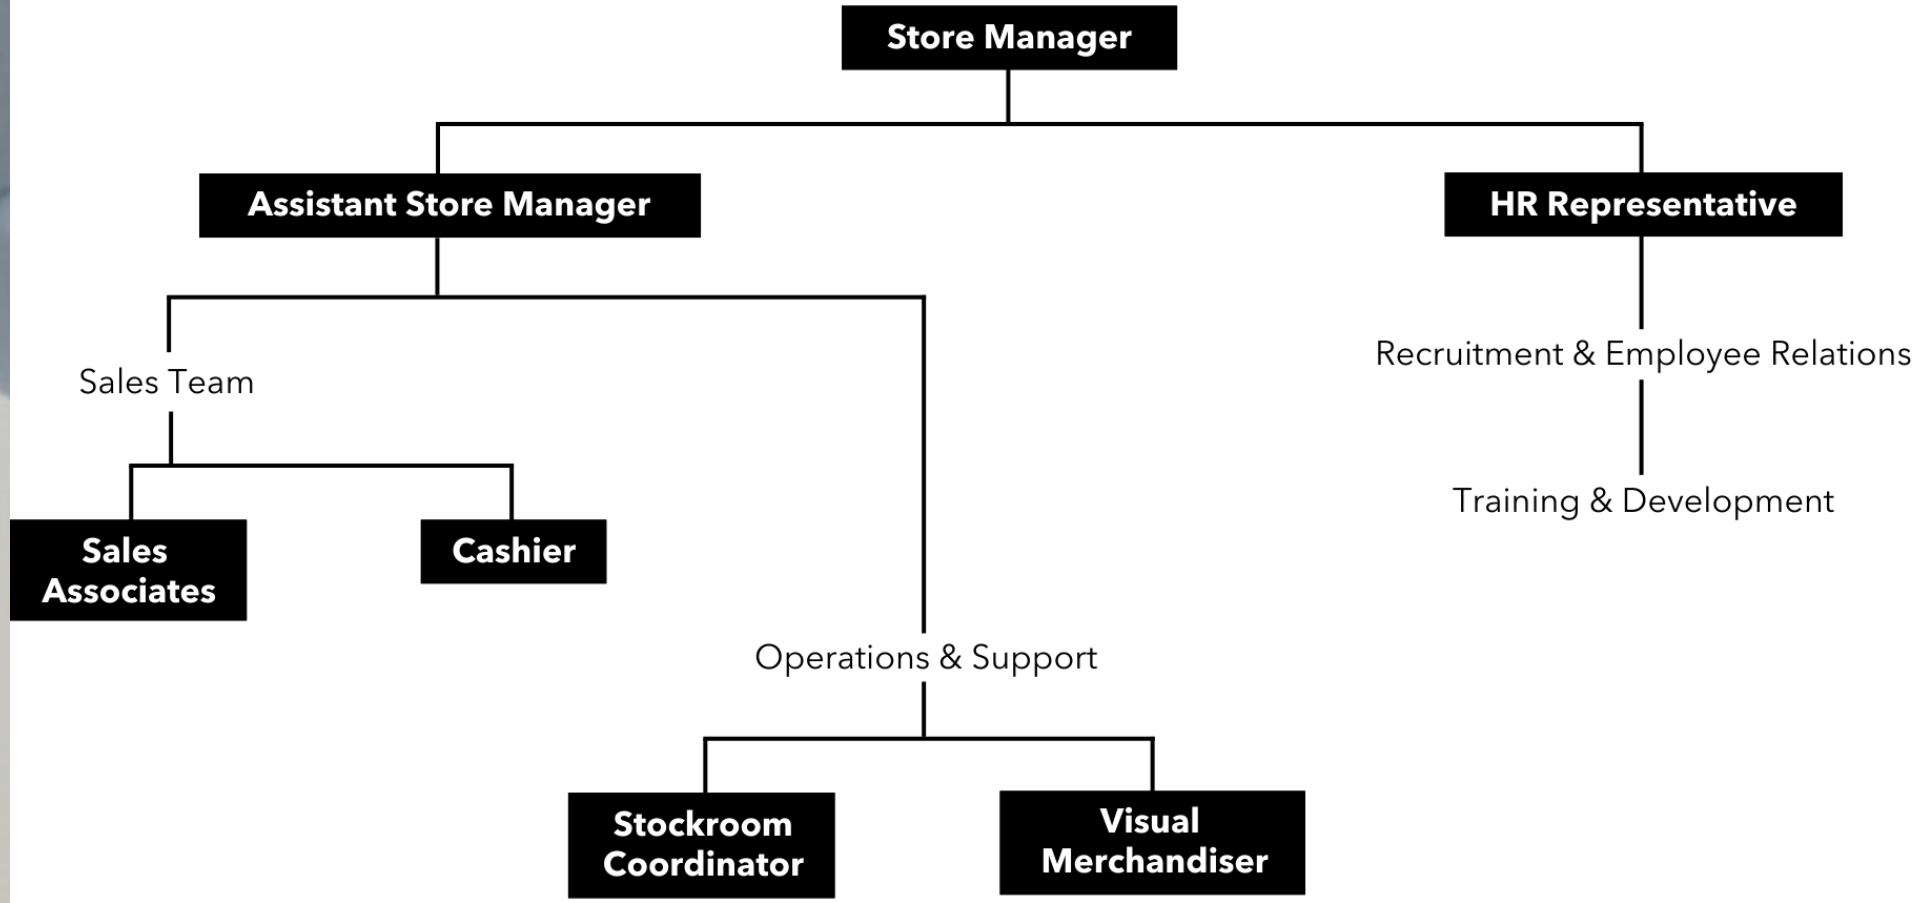 Store Manager
Assistant Store Manager
HR Representative
Recruitment & Employee Relations
Sales Team
Training & Development
Sales
Associates
Cashier
Operations & Support
Stockroom
Coordinator
Visual
Merchandiser